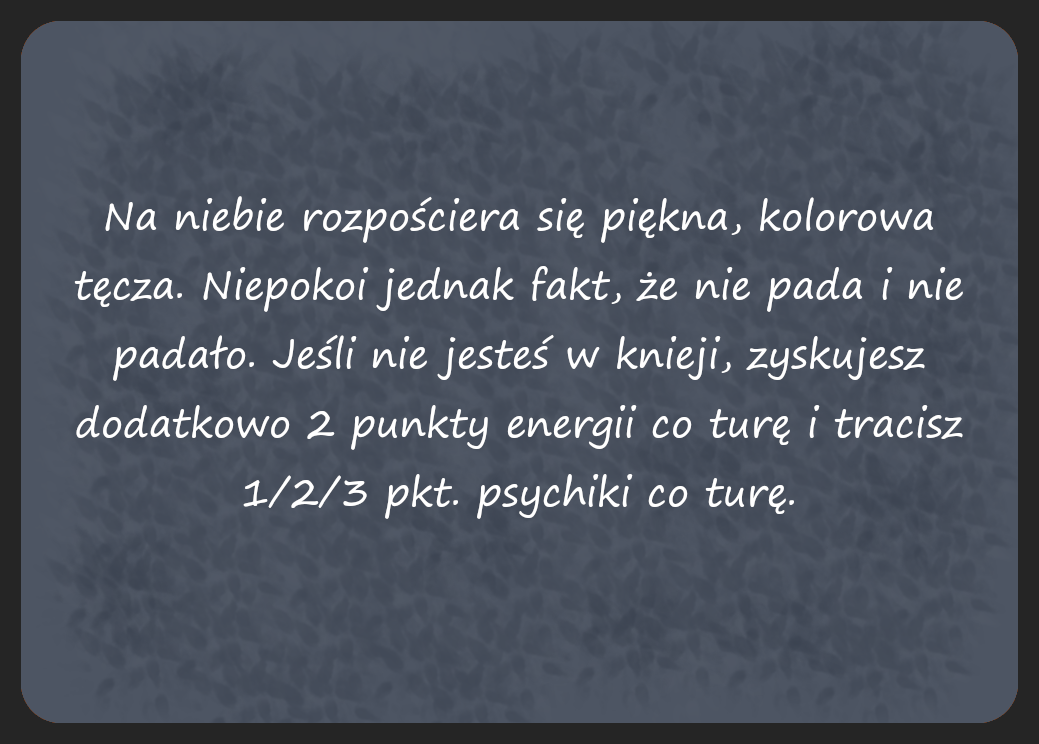 Na niebie rozpościera się piękna, kolorowa
tęcza. Niepokoi jednak fakt, że nie pada i nie
padało. Jeśli nie jesteś w knieji, zyskujesz
dodatkowo 2 punkty energii co turę i tracisz
1/2/3 pkt. psychiki co turę.